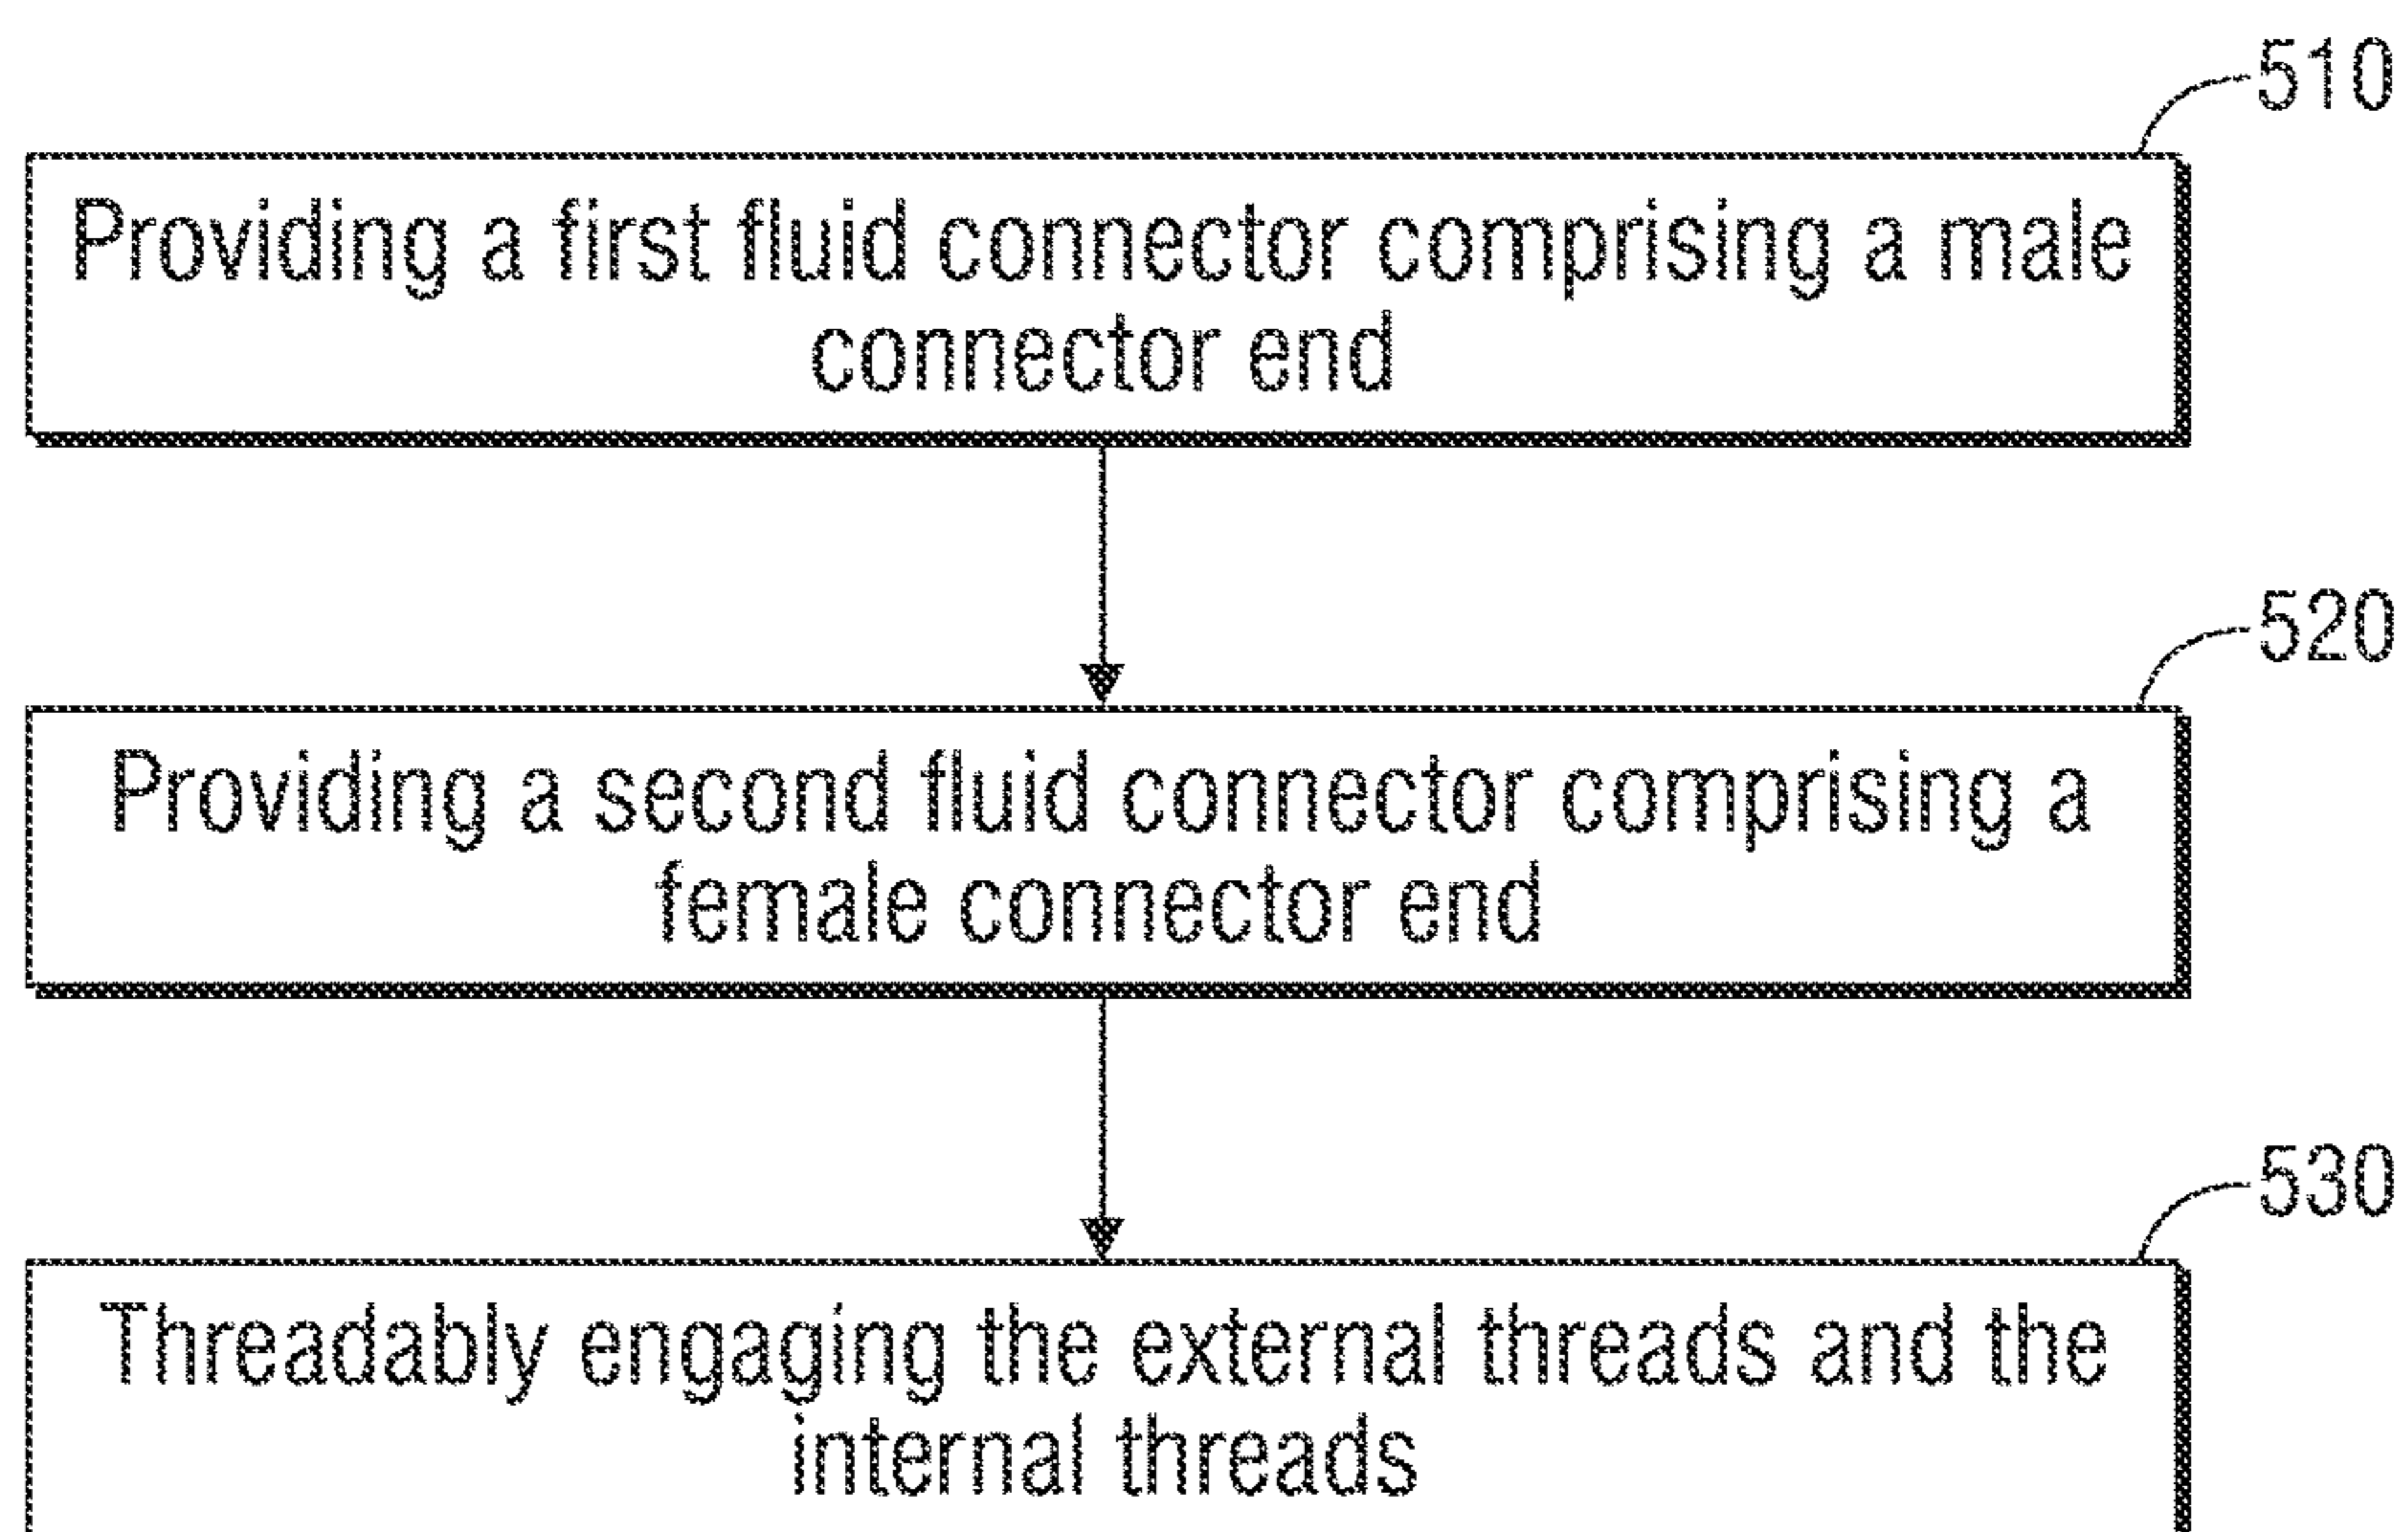 510
Providing a first fluid connector comprising a male
connector end
520
Providing a second fluid connector comprising a
female connector end
530
Threadably engaging the external threads and the
internal threads